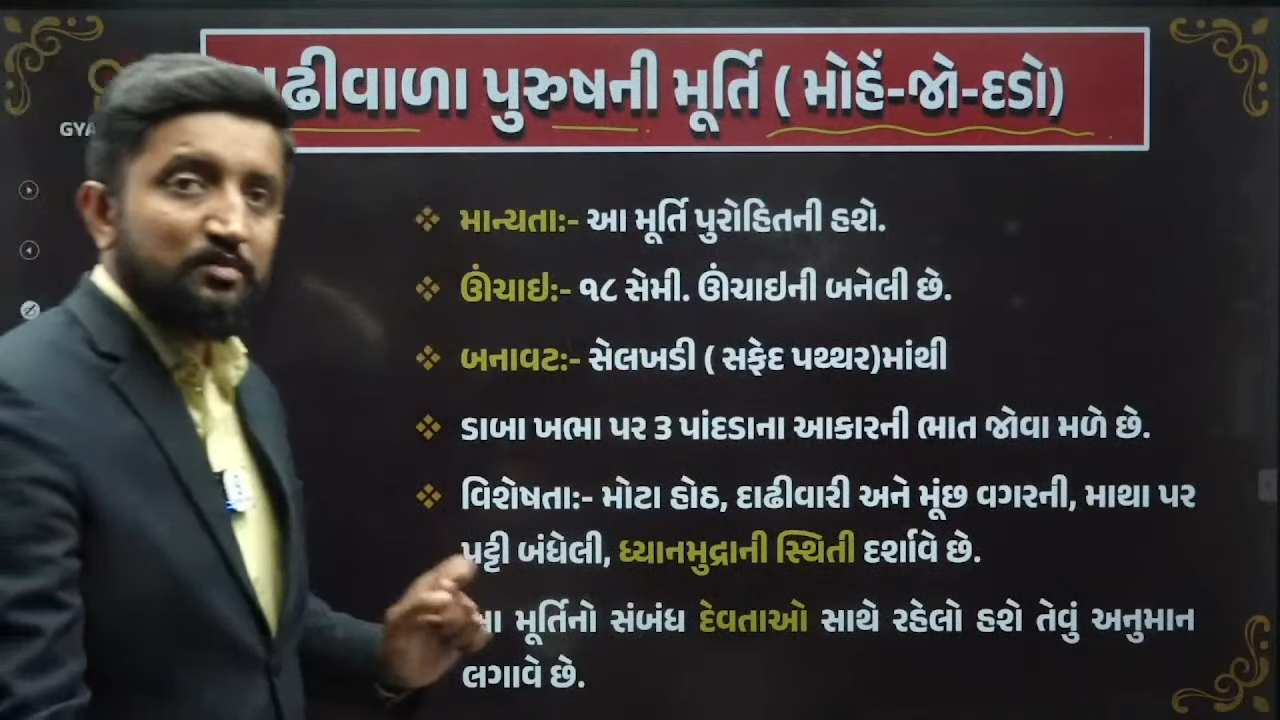 પુરુષની મૂર્તિ ( મોહેં-જો-દડો)
GYA
માન્યતા:- આ મૂર્તિ પુરોહિતની હશે.
ઊંચાઇ:- ૧૮ સેમી. ઊંચાઇની બનેલી છે.
બનાવટ:- સેલખડી ( સફેદ પથ્થર)માંથી
ડાબા ખભા પર 3 પાંદડાના આકારની ભાત જોવા મળે છે.
વિશેષતા:- મોટા હોઠ, દાઢીવારી અને મૂંછ વગરની, માથા પર
પટ્ટી બંધેલી, ધ્યાનમુદ્રાની સ્થિતી દર્શાવે છે.
મૂર્તિનો સંબંધ દેવતાઓ સાથે રહેલો હશે તેવું અનુમાન
લગાવે છે.